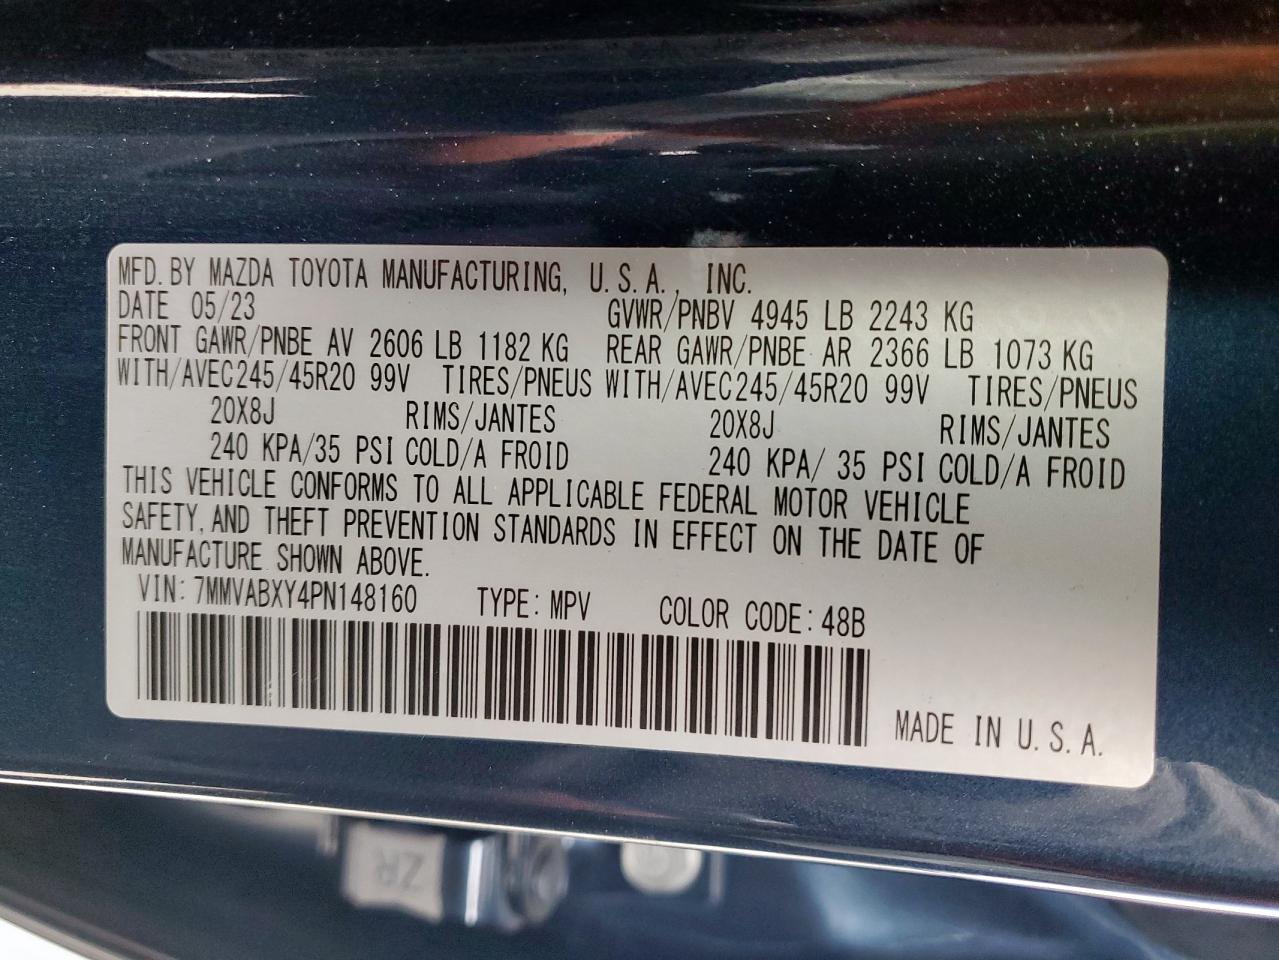 MFD. BY MAZDA TOYOTA MANUFACTURING, U.S.A., INC.
DATE 05/23 GVWR/PNBV 4945 LB 2243 KG
FRONT GAWR/PNBE AV 2606 LB 1182 KG REAR GAWR/PNBE AR 2366 LB 1073 KG
WITH/AVEC245/45R20 99V TIRES/PNEUS WITH/AVEC245/45R20 99V TIRES/PNEUS
20X8J RIMS/JANTES 20X8J RIMS/JANTES
240 KPA/35 PSI COLD/A FROID 240 KPA/ 35 PSI COLD/A FROID
THIS VEHICLE CONFORMS TO ALL APPLICABLE FEDERAL MOTOR VEHICLE
SAFETY, AND THEFT PREVENTION STANDARDS IN EFFECT ON THE DATE OF
MANUFACTURE SHOWN ABOVE.
VIN: 7MMVABXY4PN148160 TYPE: MPV COLOR CODE: 48B
MADE IN U.S.A.
ZR